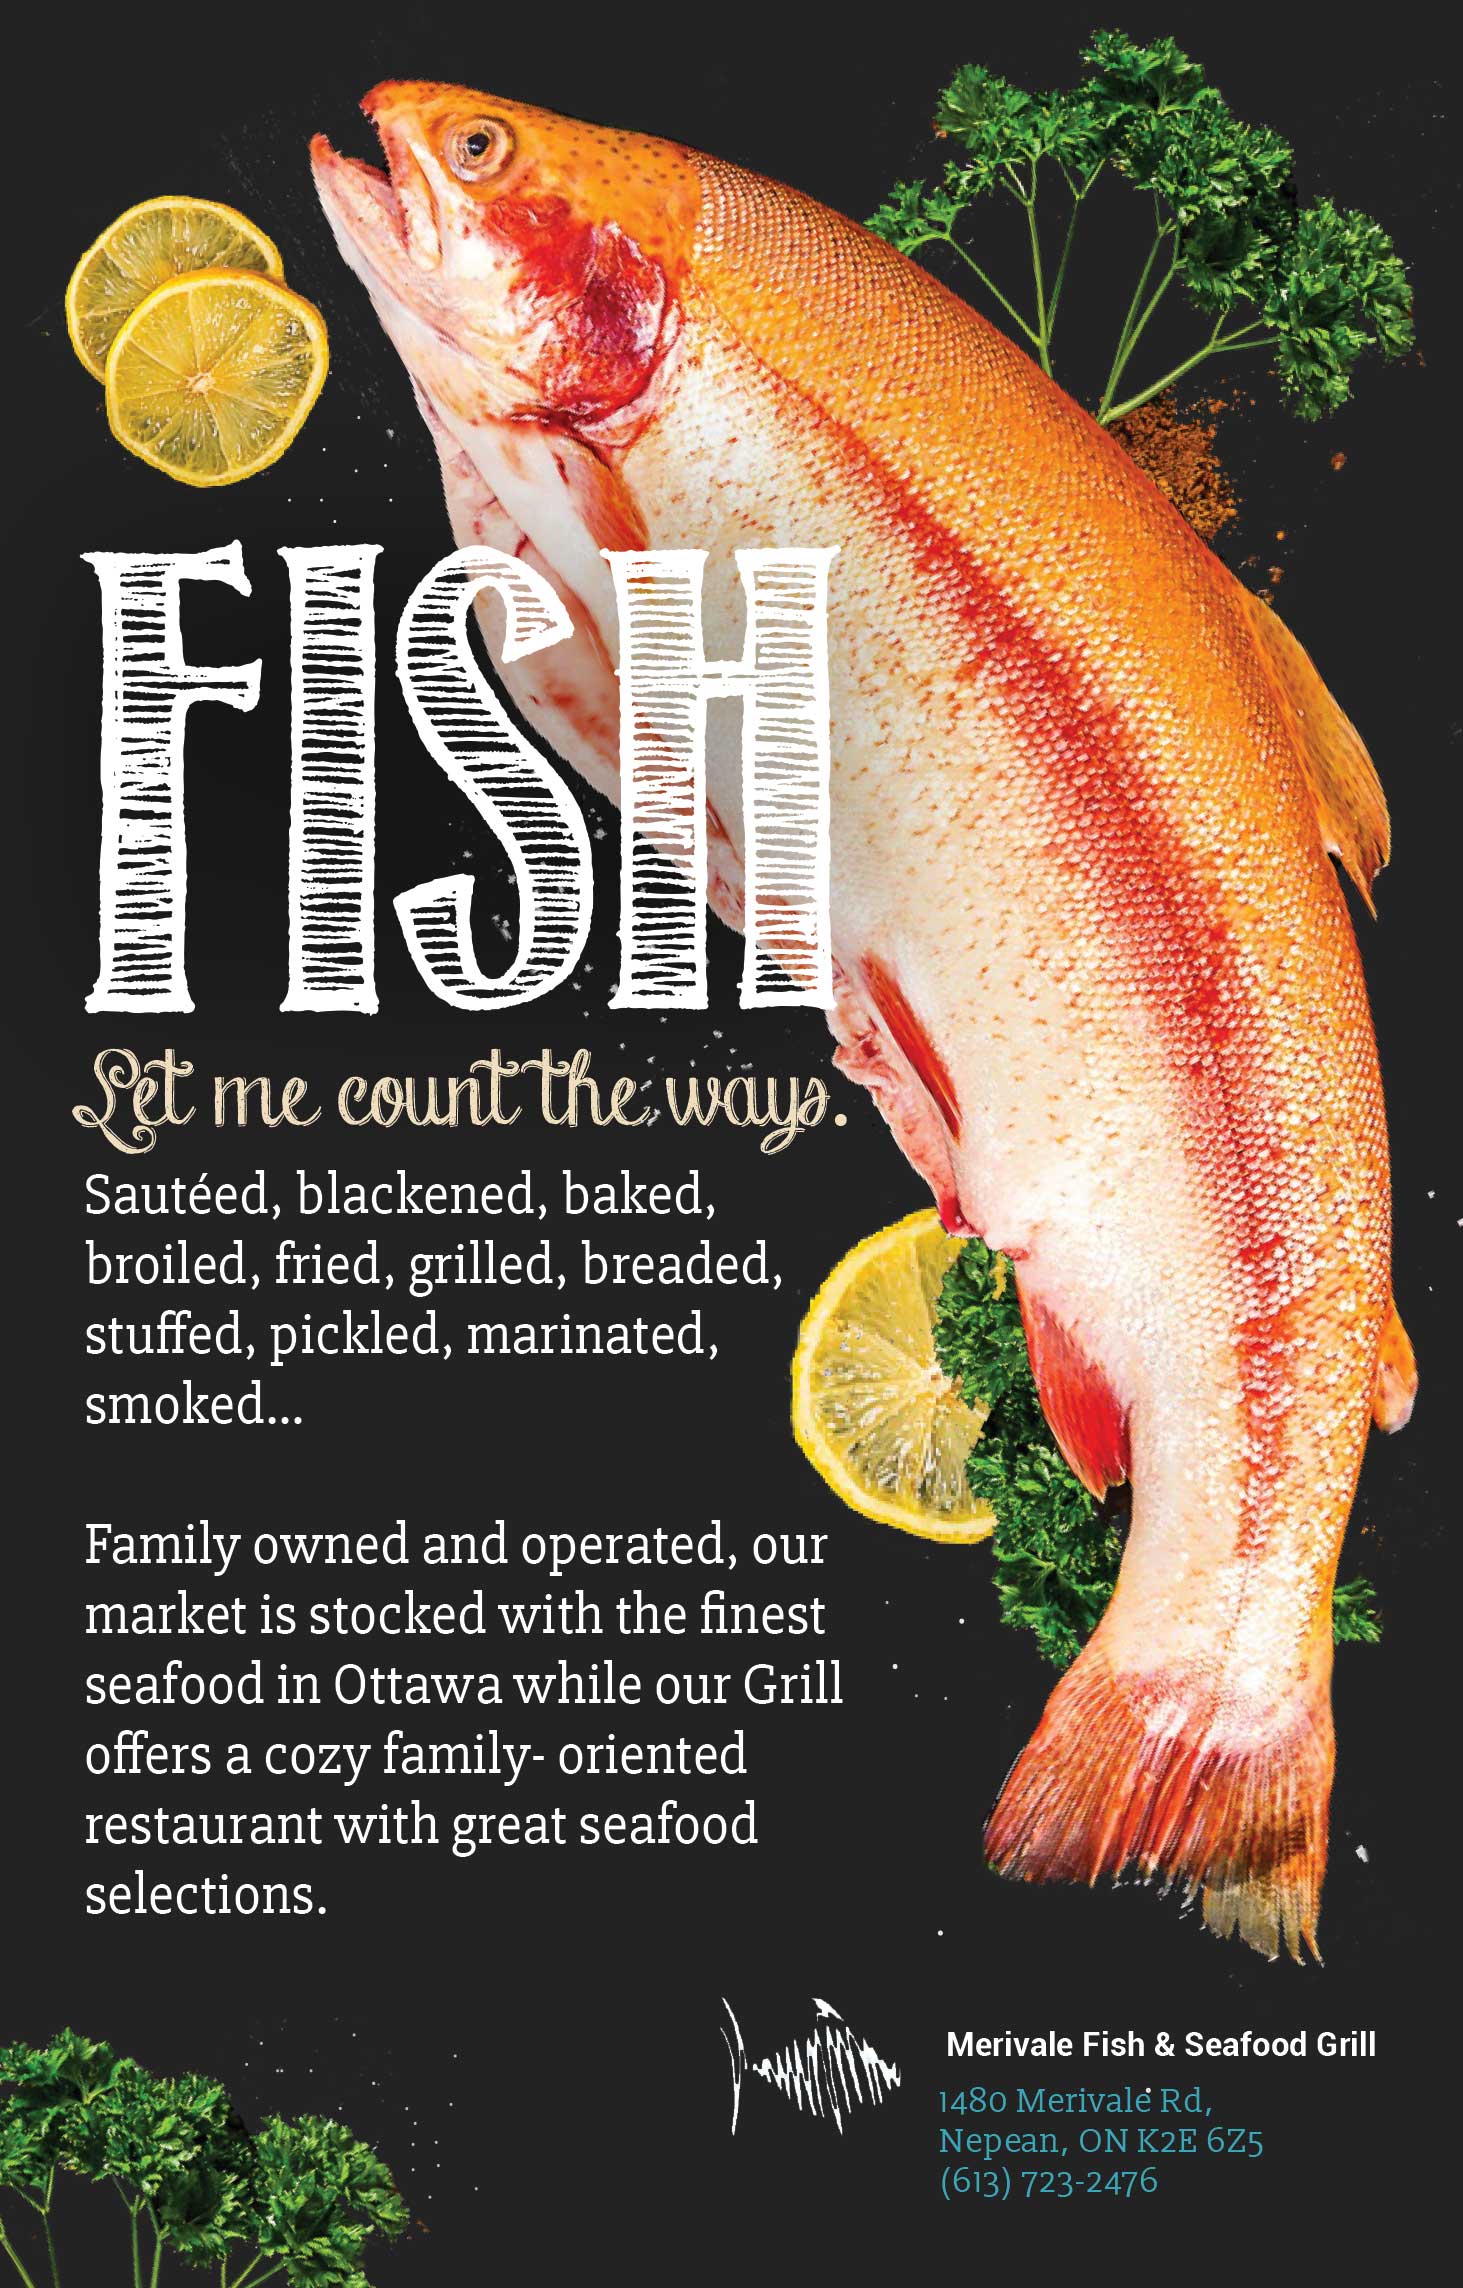 FISH
Let me count the ways.
Sautéed, blackened, baked,
broiled, fried, grilled, breaded,
stuffed, pickled, marinated,
smoked...
Family owned and operated, our
market is stocked with the finest
seafood in Ottawa while our Grill
offers a cozy family- oriented
restaurant with great seafood
selections.
Merivale Fish & Seafood Grill
1480 Merivale Rd,
Nepean, ON K2E 6Z5
(613) 723-2476